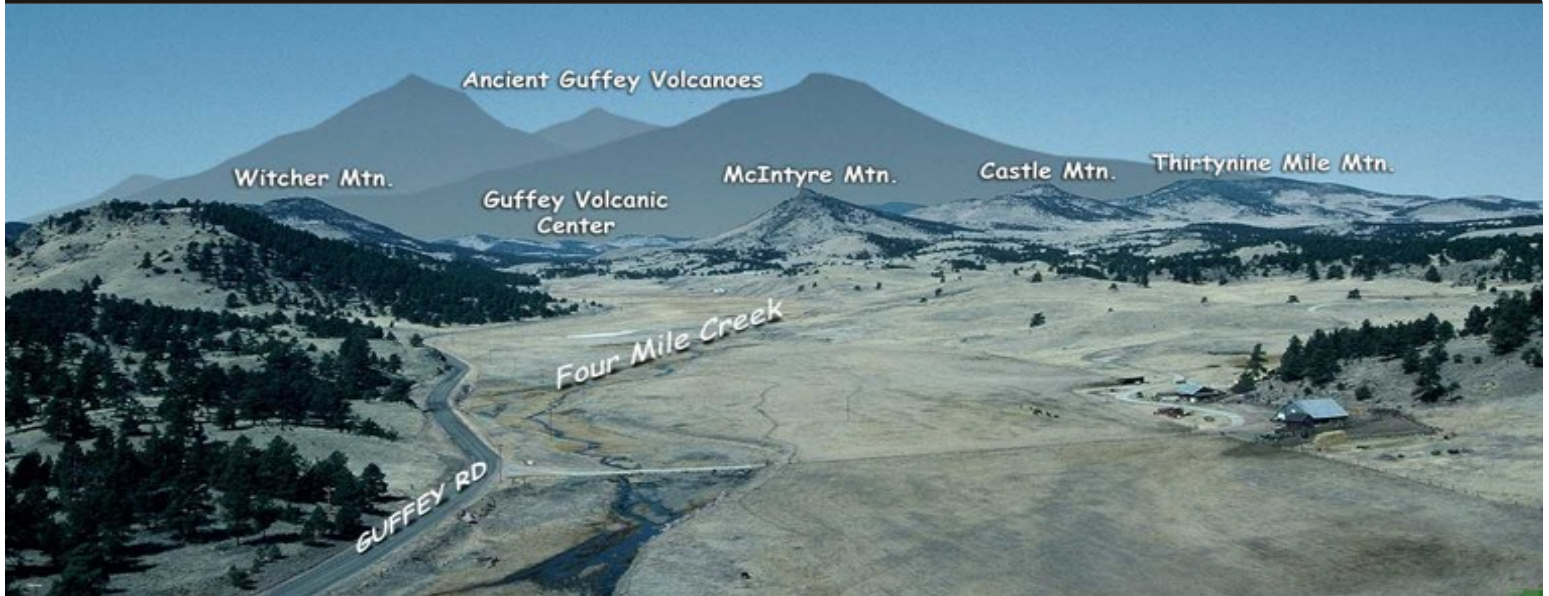 Ancient Guffey Volcanoes
Witcher Mtn.
Guffey Volcanic
Center
McIntyre Mtn.
Castle Mtn.
Thirtynine Mile Mtn.
Four Mile Creek
GUFFEY RD